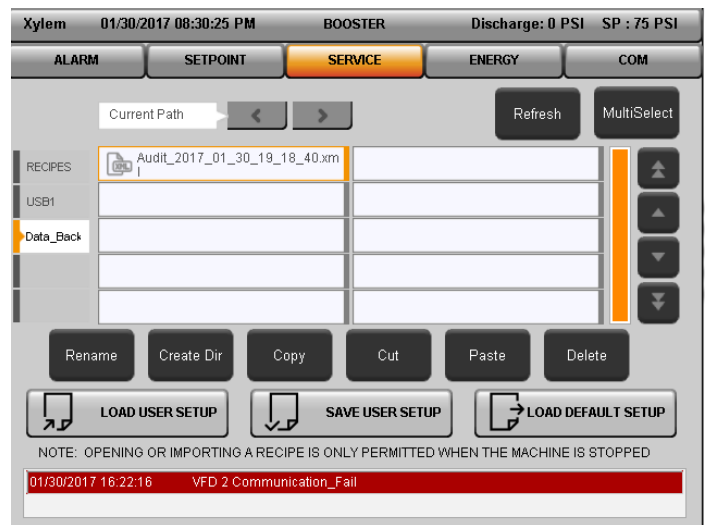 Xylem 01/30/2017 08:30:25 PM BOOSTER Discharge: 0 PSI SP : 75 PSI
ALARM SETPOINT SERVICE ENERGY COM
Current Path < > Refresh MultiSelect
RECIPES
XML Audit_2017_01_30_19_18_40.xm
l
USB1
Data_Back
Rename Create Dir Copy Cut Paste Delete
LOAD USER SETUP SAVE USER SETUP LOAD DEFAULT SETUP
NOTE: OPENING OR IMPORTING A RECIPE IS ONLY PERMITTED WHEN THE MACHINE IS STOPPED
01/30/2017 16:22:16 VFD 2 Communication_Fail